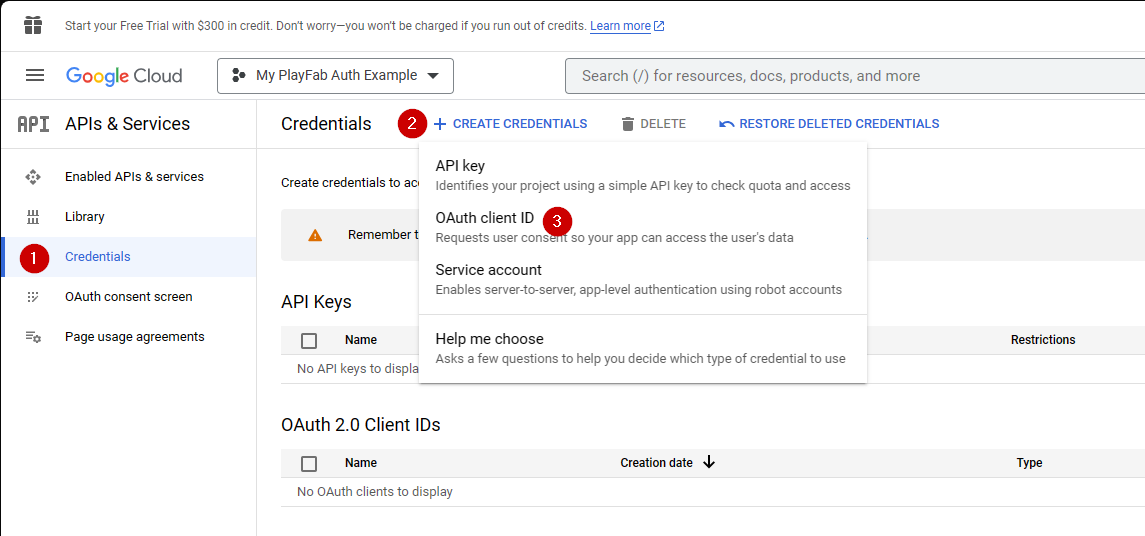 Start your Free Trial with $300 in credit. Don't worry—you won't be charged if you run out of credits. Learn more
Google Cloud
My PlayFab Auth Example
Search (/) for resources, docs, products, and more
API APIs & Services
Credentials
2
+ CREATE CREDENTIALS
DELETE
RESTORE DELETED CREDENTIALS
Enabled APIs & services
Library
1
Credentials
OAuth consent screen
Page usage agreements
Create credentials to
Remember
API key
Identifies your project using a simple API key to check quota and access
OAuth client ID
3
Requests user consent so your app can access the user's data
Service account
Enables server-to-server, app-level authentication using robot accounts
Help me choose
Asks a few questions to help you decide which type of credential to use
API Keys
Name
Restrictions
No API keys to
OAuth 2.0 Client IDs
Name
Creation date
Type
No OAuth clients to display